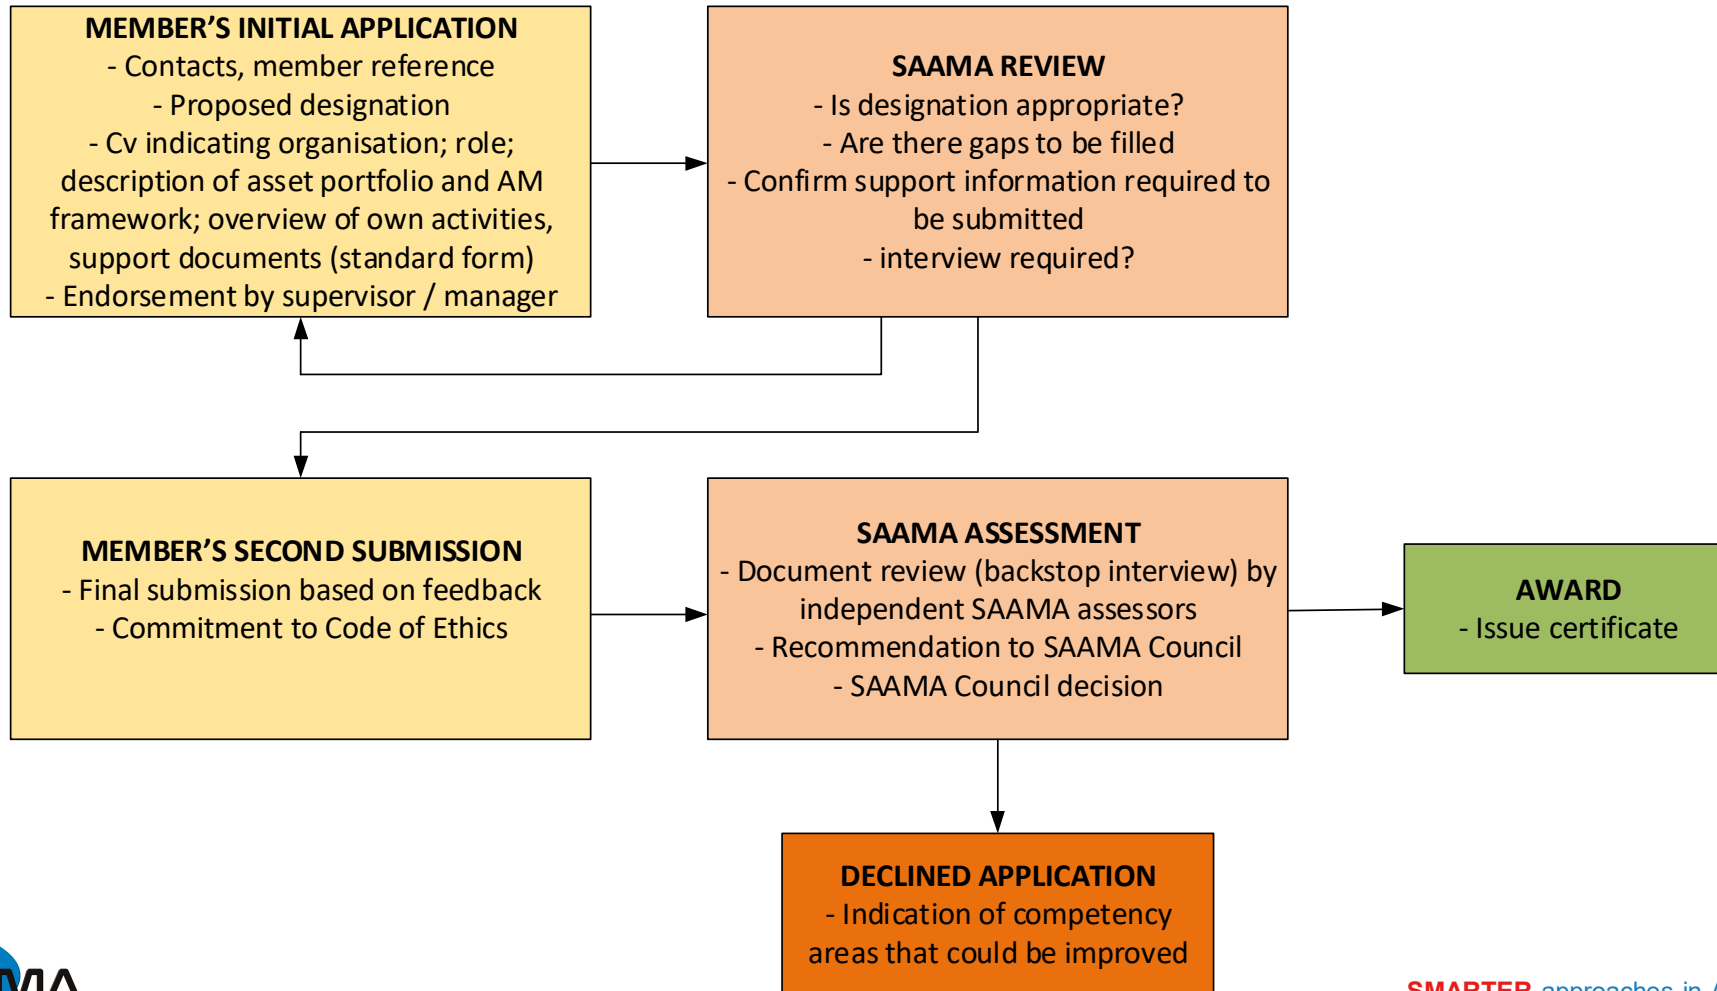 MEMBER’S INITIAL APPLICATION
- Contacts, member reference
- Proposed designation
- Cv indicating organisation; role;
description of asset portfolio and AM
framework; overview of own activities,
support documents (standard form)
- Endorsement by supervisor / manager
SAAMA REVIEW
- Is designation appropriate?
- Are there gaps to be filled
- Confirm support information required to
be submitted
- interview required?
MEMBER’S SECOND SUBMISSION
- Final submission based on feedback
- Commitment to Code of Ethics
SAAMA ASSESSMENT
- Document review (backstop interview) by
independent SAAMA assessors
- Recommendation to SAAMA Council
- SAAMA Council decision
AWARD
- Issue certificate
DECLINED APPLICATION
- Indication of competency
areas that could be improved
SMARTER approaches in